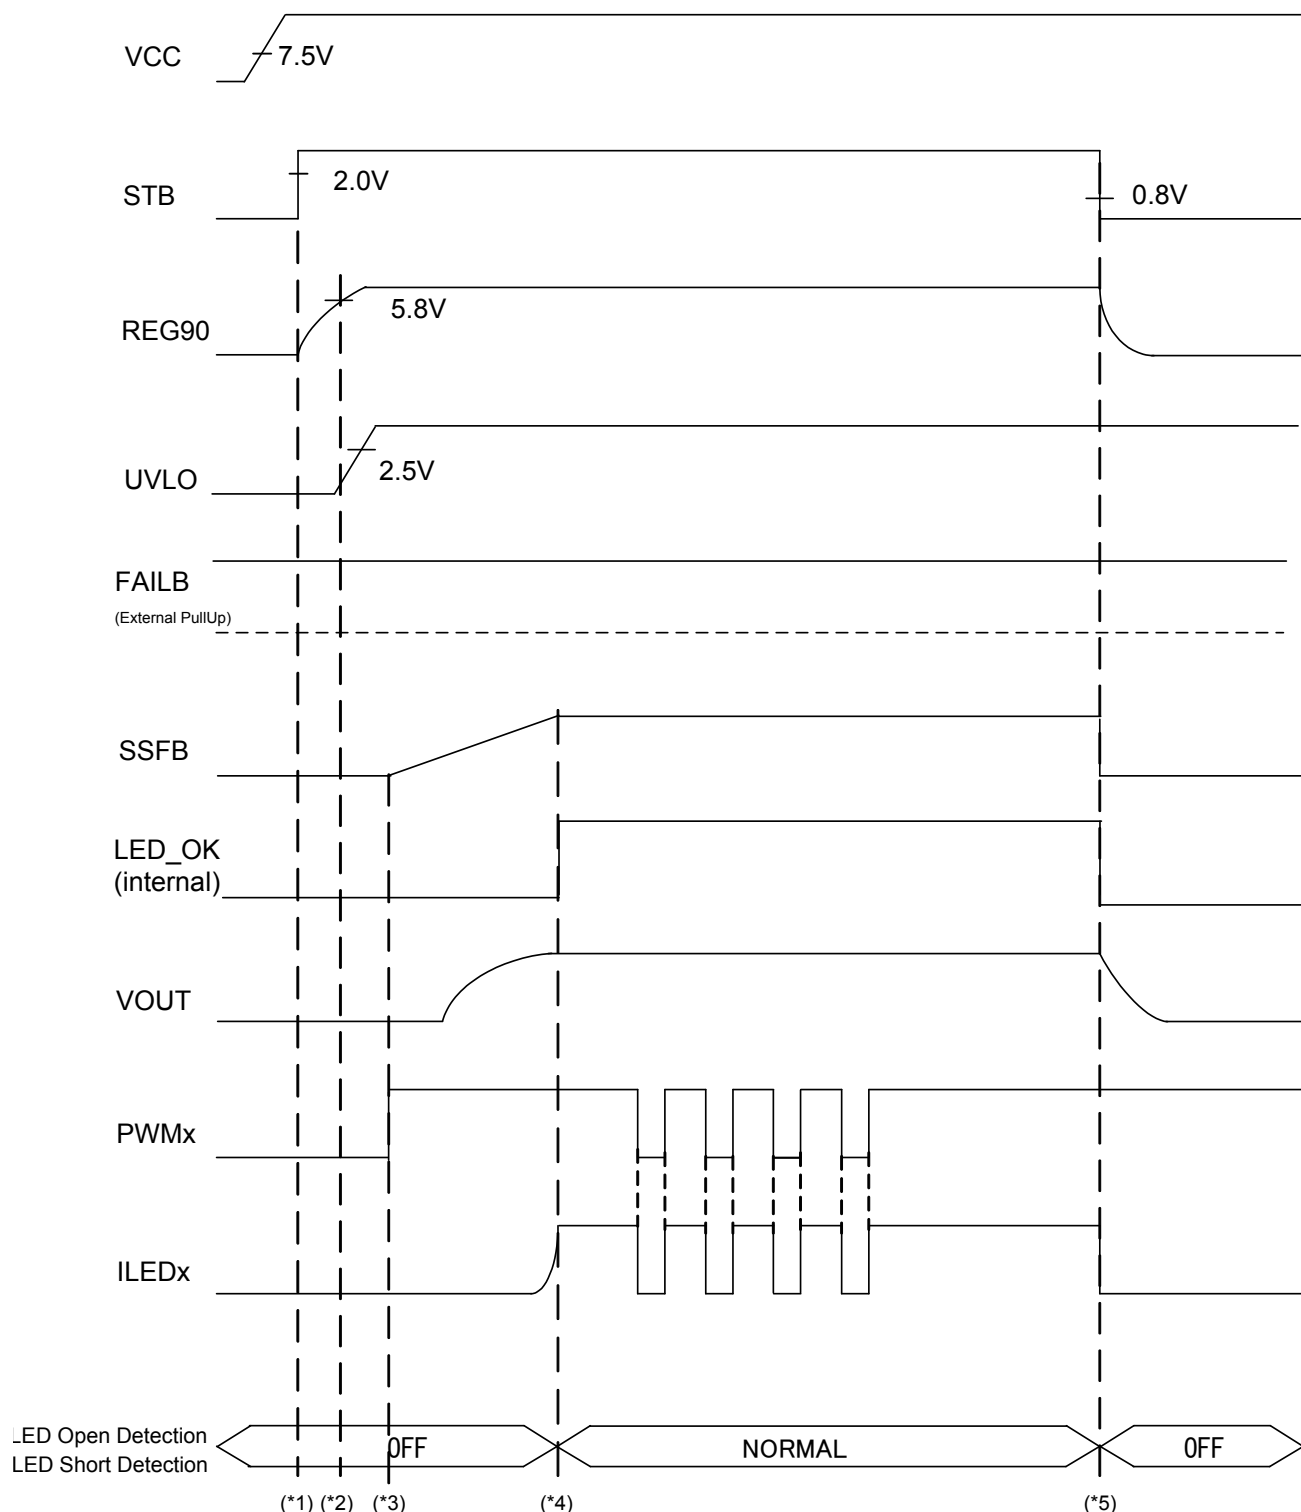 VCC
7.5V
STB
2.0V
0.8V
REG90
5.8V
UVLO
2.5V
FAILB
(External PullUp)
SSFB
LED_OK
(internal)
VOUT
PWMx
ILEDx
LED Open Detection
LED Short Detection
OFF
NORMAL
OFF
(*1) (*2) (*3) (*4) (*5)